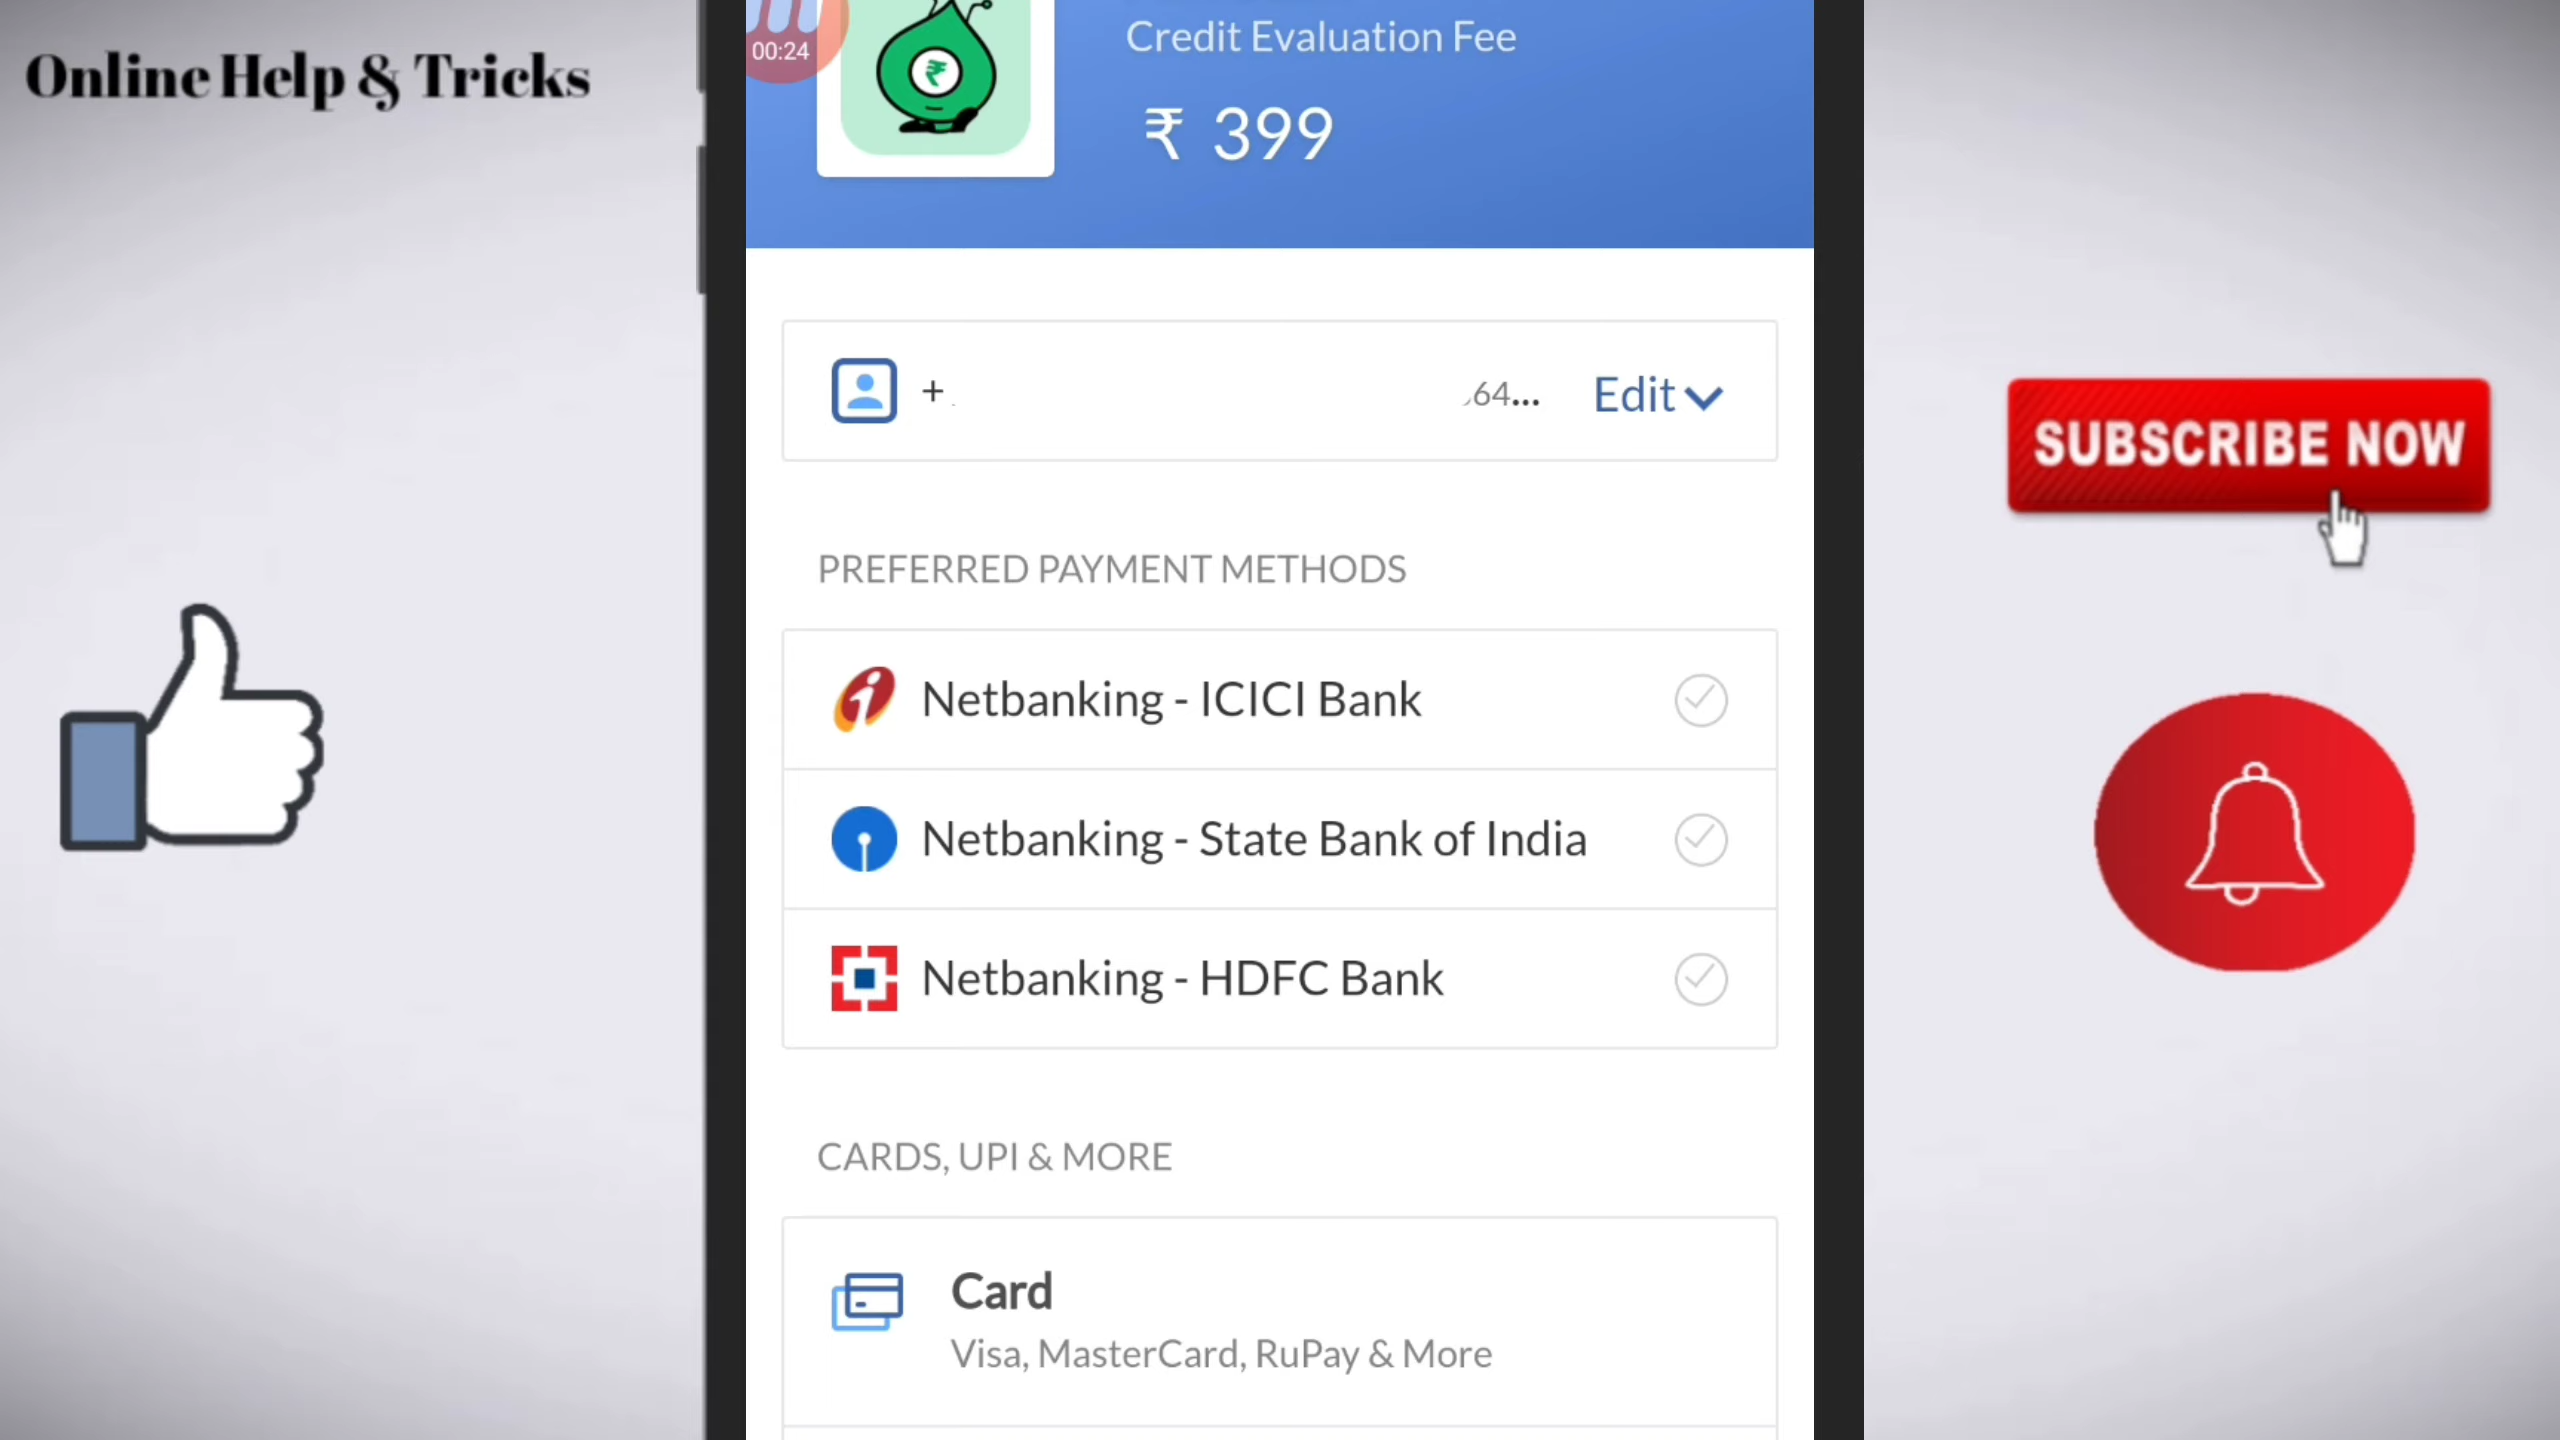 Online Help & Tricks
00:24
Credit Evaluation Fee
₹ 399
+
64... Edit
PREFERRED PAYMENT METHODS
Netbanking - ICICI Bank
Netbanking - State Bank of India
Netbanking - HDFC Bank
CARDS, UPI & MORE
Card
Visa, MasterCard, RuPay & More
SUBSCRIBE NOW